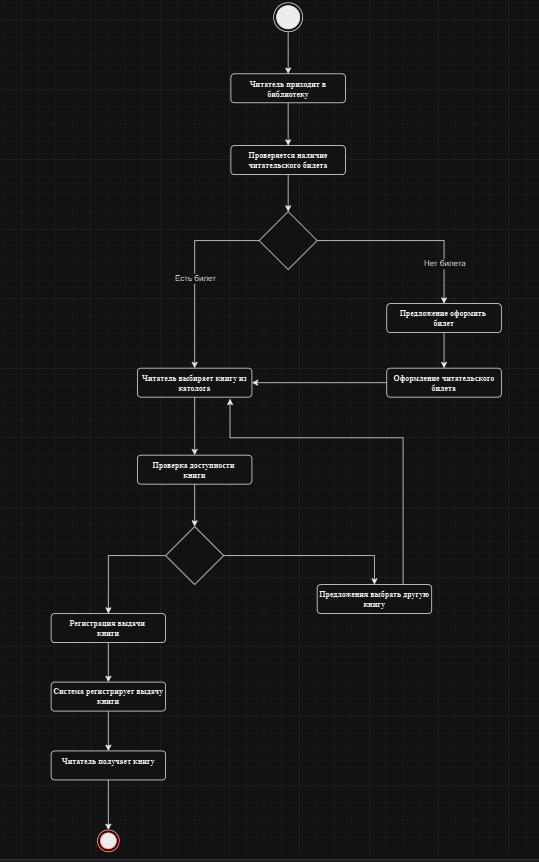 Читатель приходит в
библиотеку
Проверяется наличие
читательского билета
Есть билет
Нет билета
Предложение оформить
билет
Читатель выбирает книгу из
католога
Оформление читательского
билета
Проверка доступности
книги
Предложения выбрать другую
книгу
Регистрация выдачи
книги
Система регистрирует выдачу
книги
Читатель получает книгу